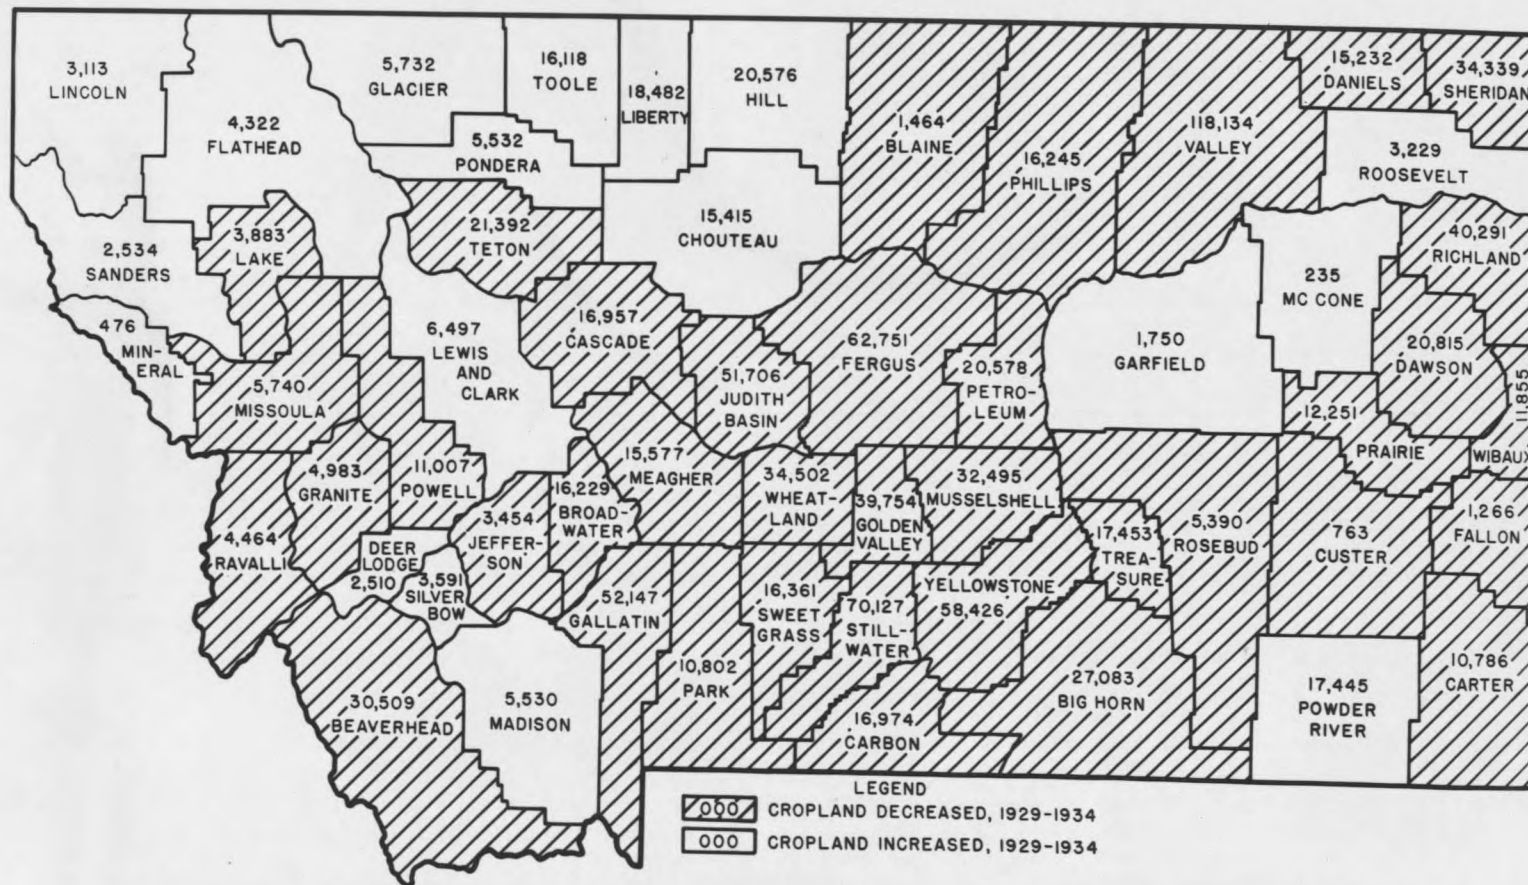 3,113
LINCOLN
4,322
FLATHEAD
5,732
GLACIER
16,118
TOOLE
18,482
LIBERTY
20,576
HILL
1,464
BLAINE
16,245
PHILLIPS
118,134
VALLEY
15,232
DANIELS
34,339
SHERIDAN
3,229
ROOSEVELT
5,532
PONDERA
21,392
TETON
15,415
CHOUTEAU
2,534
SANDERS
3,883
LAKE
476
MIN-
ERAL
5,740
MISSOULA
6,497
LEWIS
AND
CLARK
16,957
CASCADE
51,706
JUDITH
BASIN
62,751
FERGUS
20,578
PETRO-
LEUM
1,750
GARFIELD
235
MC CONE
40,291
RICHLAND
20,815
DAWSON
11,855
WIBAUX
12,251
PRAIRIE
4,464
RAVALLI
4,983
GRANITE
11,007
POWELL
DEER
LODGE
2,510
3,591
SILVER
BOW
3,454
JEFFER-
SON
16,229
BROAD-
WATER
15,577
MEAGHER
34,502
WHEAT-
LAND
39,754
GOLDEN
VALLEY
32,495
MUSSELSHELL
17,453
TREA-
SURE
5,390
ROSEBUD
763
CUSTER
1,266
FALLON
30,509
BEAVERHEAD
5,530
MADISON
52,147
GALLATIN
10,802
PARK
16,361
SWEET
GRASS
70,127
STILL-
WATER
YELLOWSTONE
58,426
16,974
CARBON
27,083
BIG HORN
17,445
POWDER
RIVER
10,786
CARTER
LEGEND
000 CROPLAND DECREASED, 1929-1934
000 CROPLAND INCREASED, 1929-1934